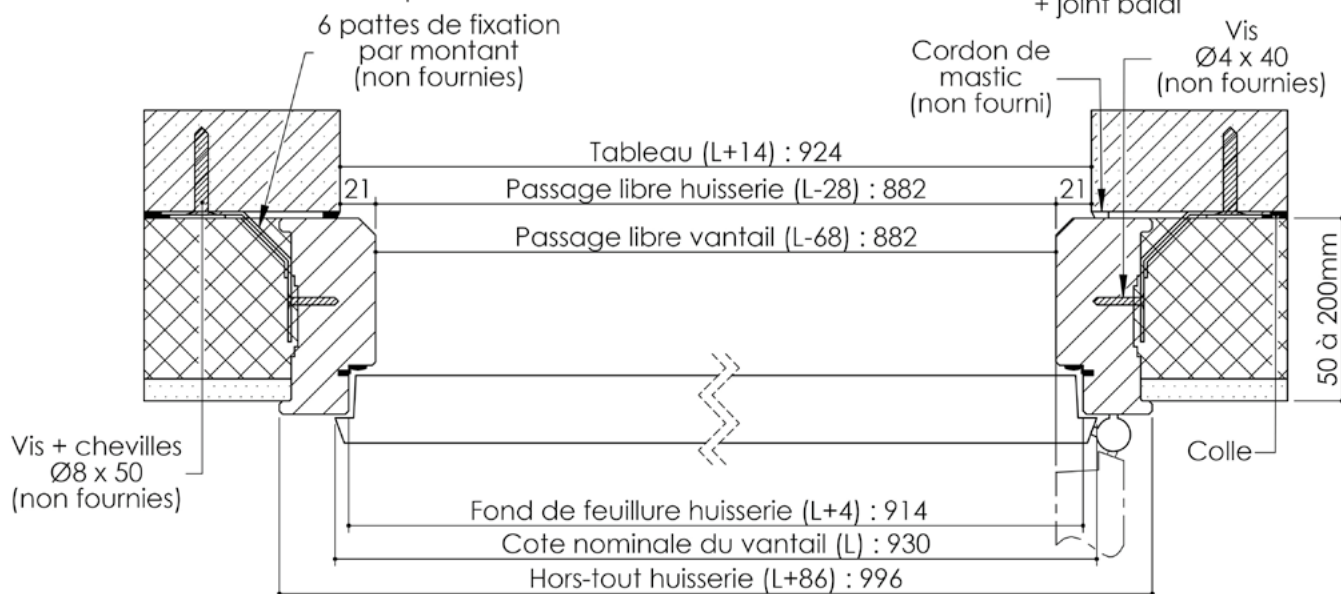 + joint balai
6 pattes de fixation
par montant
(non fournies)
Cordon de
mastic
(non fourni)
Vis
Ø4 x 40
(non fournies)
Tableau (L+14) : 924
21
Passage libre huisserie (L-28) : 882
21
Passage libre vantail (L-68) : 882
50 à 200mm
Vis + chevilles
Ø8 x 50
(non fournies)
Colle
Fond de feuillure huisserie (L+4) : 914
Cote nominale du vantail (L) : 930
Hors-tout huisserie (L+86) : 996